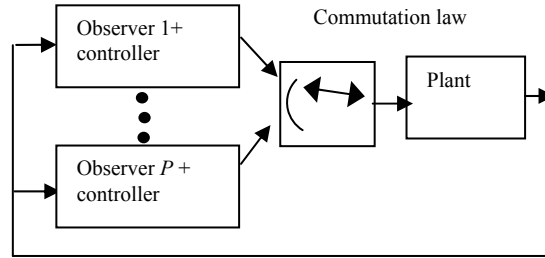 Commutation law
Observer 1+
controller
Plant
Observer P +
controller